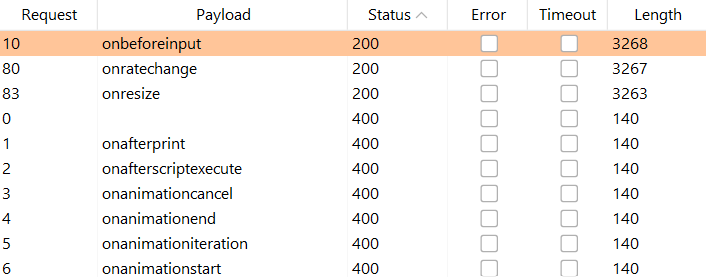 Request Payload Status Error Timeout Length
10 onbeforeinput 200 3268
80 onratechange 200 3267
83 onresize 200 3263
0 400 140
1 onafterprint 400 140
2 onafterscriptexecute 400 140
3 onanimationcancel 400 140
4 onanimationend 400 140
5 onanimationiteration 400 140
6 onanimationstart 400 140